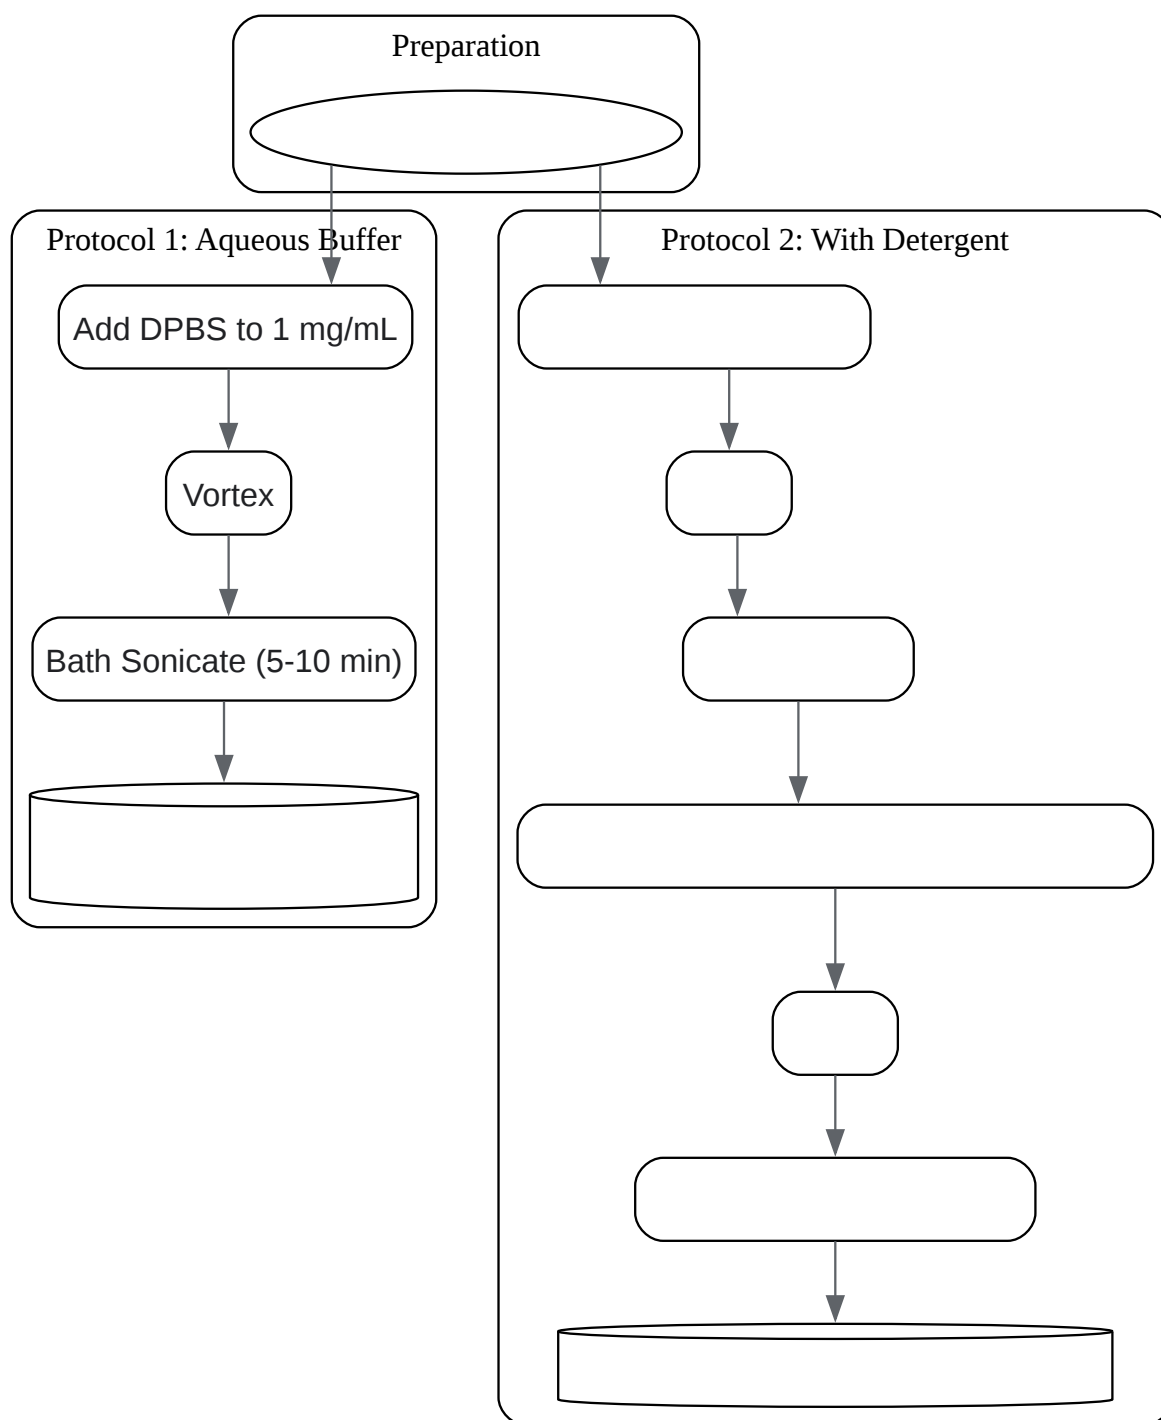 Preparation
Protocol 1: Aqueous Buffer
Add DPBS to 1 mg/mL
Vortex
Bath Sonicate (5-10 min)
Protocol 2: With Detergent